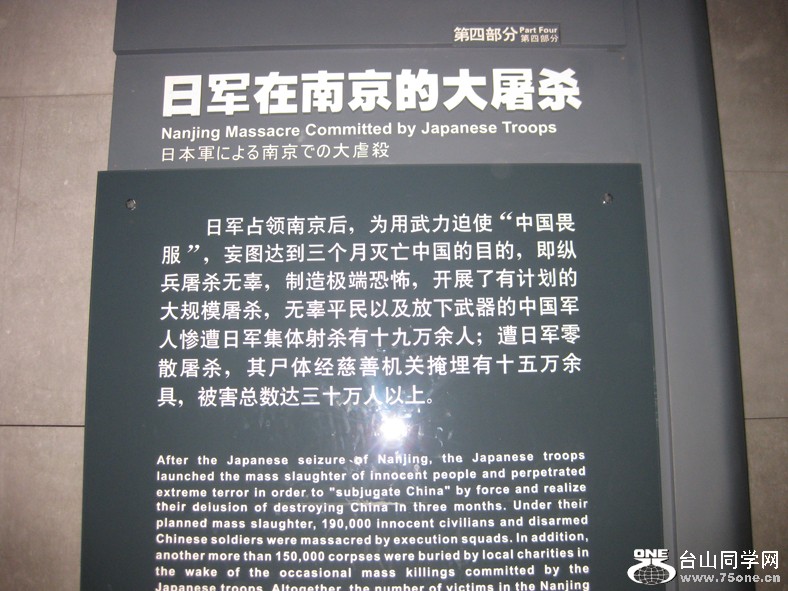 第四部分 Part Four
第四部分
日军在南京的大屠杀
Nanjing Massacre Committed by Japanese Troops
日本軍による南京での大虐殺
日军占领南京后，为用武力迫使“中国畏
服”，妄图达到三个月灭亡中国的目的，即纵
兵屠杀无辜，制造极端恐怖，开展了有计划的
大规模屠杀，无辜平民以及放下武器的中国军
人惨遭日军集体射杀有十九万余人；遭日军零
散屠杀，其尸体经慈善机关掩埋有十五万余
具，被害总数达三十万人以上。
After the Japanese seizure of Nanjing, the Japanese troops
launched the mass slaughter of innocent people and perpetrated
extreme terror in order to "subjugate China" by force and realize
their delusion of destroying China in three months. Under their
planned mass slaughter, 190,000 innocent civilians and disarmed
Chinese soldiers were massacred by execution squads. In addition,
another more than 150,000 corpses were buried by local charities in
the wake of the occasional mass killings committed by the
Japanese troops. Altogether, the number of victims in the Nanjing
ONE 台山同学网
www.75one.cn